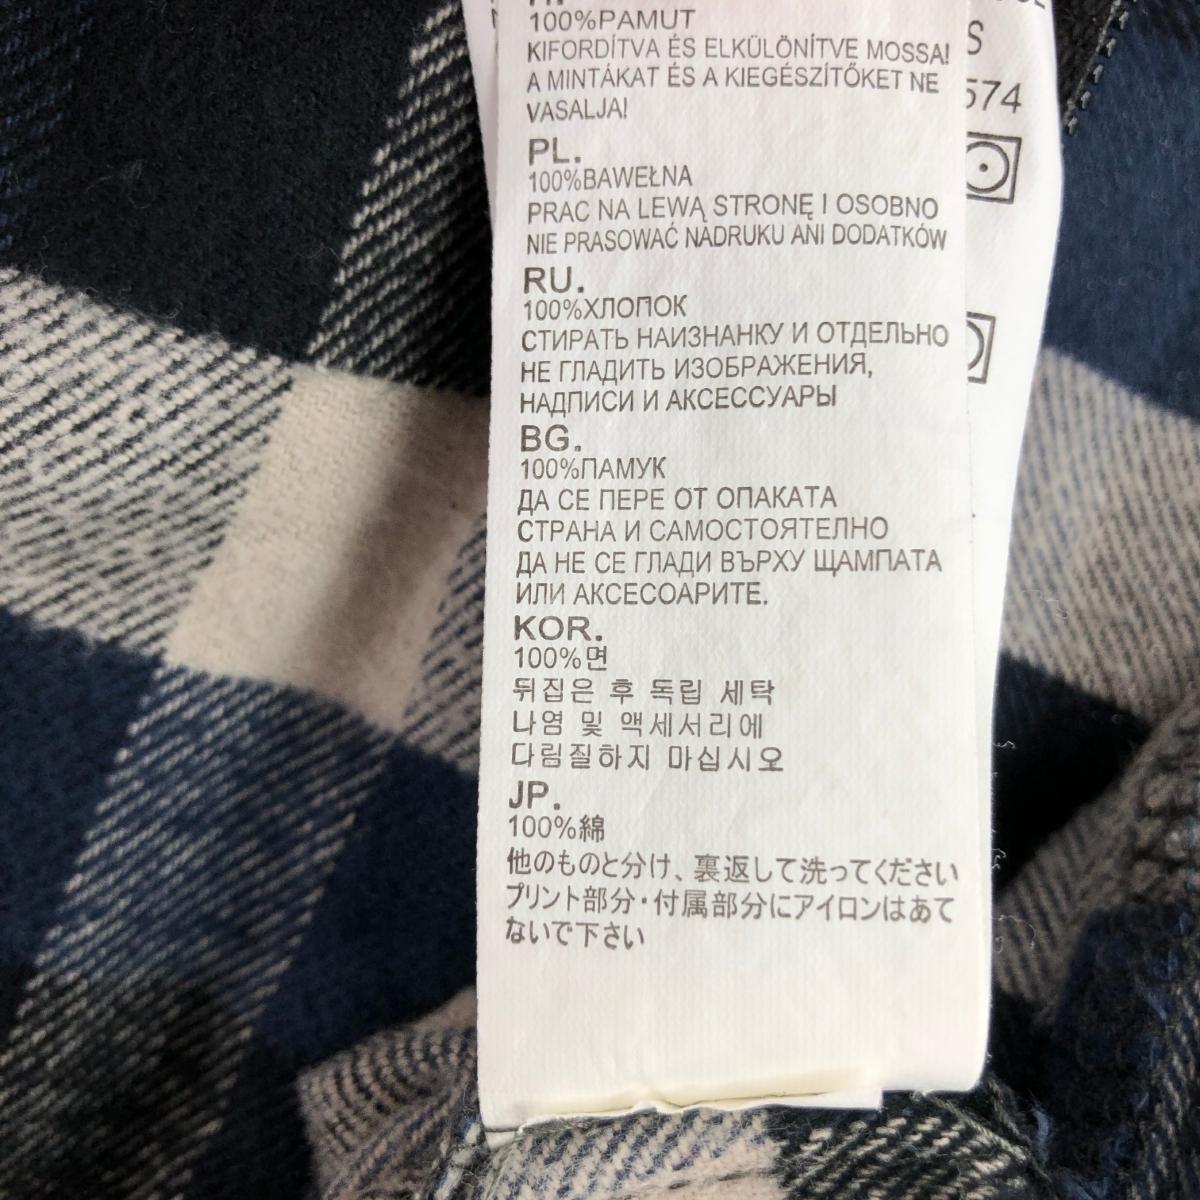 100%PAMUT
KIFORDÍTVA ÉS ELKÜLÖNÍTVE MOSSA!
A MINTÁKAT ÉS A KIEGÉSZÍTŐKET NE
VASALJA!
PL.
100%BAWEŁNA
PRAC NA LEWĄ STRONĘ I OSOBNO
NIE PRASOWAĆ NADRUKU ANI DODATKÓW
RU.
100%ХЛОПОК
СТИРАТЬ НАИЗНАНКУ И ОТДЕЛЬНО
НЕ ГЛАДИТЬ ИЗОБРАЖЕНИЯ,
НАДПИСИ И АКСЕССУАРЫ
BG.
100%ПАМУК
ДА СЕ ПЕРЕ ОТ ОПАКАТА
СТРАНА И САМОСТОЯТЕЛНО
ДА НЕ СЕ ГЛАДИ ВЪРХУ ЩАМПАТА
ИЛИ АКСЕСОАРИТЕ.
KOR.
100%면
뒤집은 후 독립 세탁
나염 및 액세서리에
다림질하지 마십시오
JP.
100%綿
他のものと分け、裏返して洗ってください
プリント部分・付属部分にアイロンはあて
ないで下さい
S
574